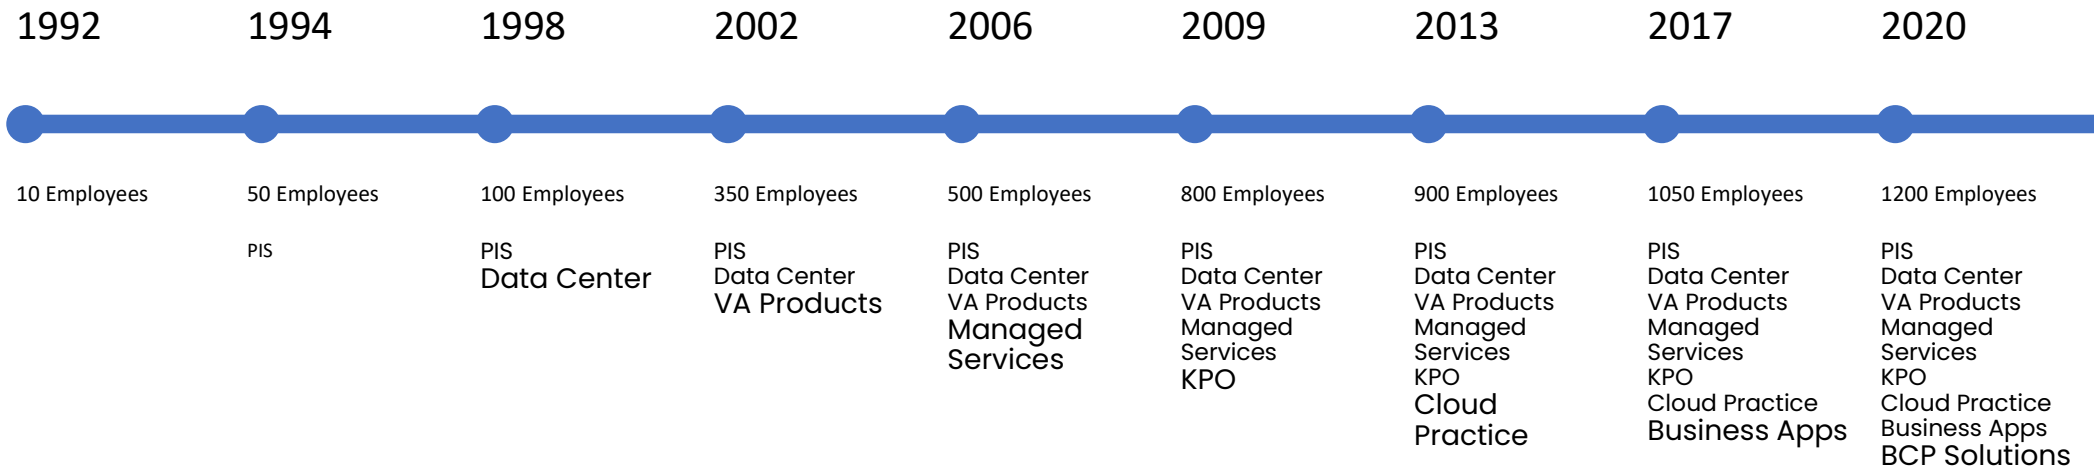 1992
1994
1998
2002
2006
2009
2013
2017
2020
10 Employees
50 Employees
100 Employees
350 Employees
500 Employees
800 Employees
900 Employees
1050 Employees
1200 Employees
PIS
PIS
Data Center
PIS
Data Center
VA Products
PIS
Data Center
VA Products
Managed
Services
PIS
Data Center
VA Products
Managed
Services
KPO
PIS
Data Center
VA Products
Managed
Services
KPO
Cloud
Practice
PIS
Data Center
VA Products
Managed
Services
KPO
Cloud Practice
Business Apps
PIS
Data Center
VA Products
Managed
Services
KPO
Cloud Practice
Business Apps
BCP Solutions